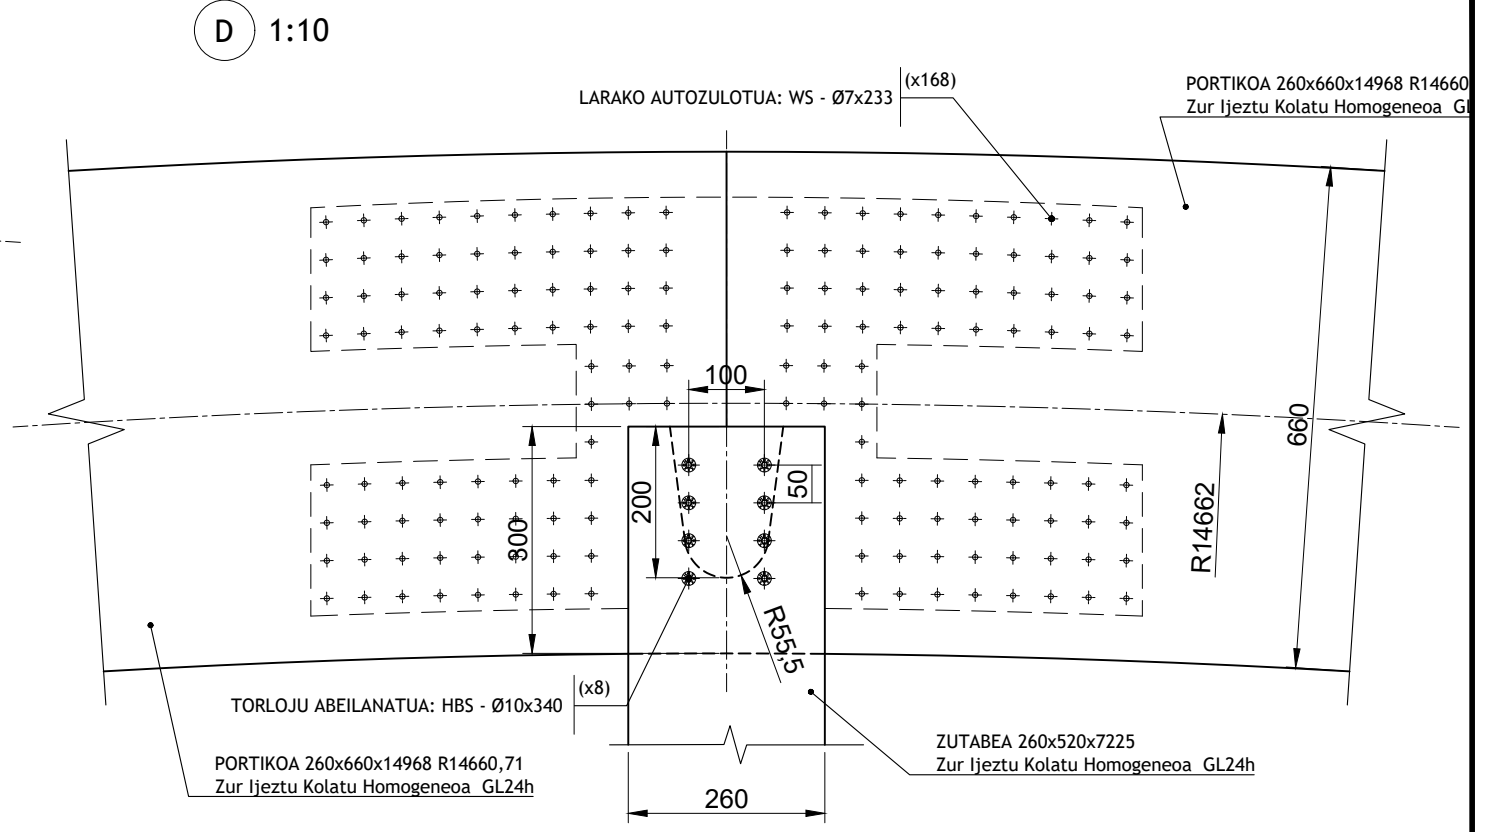 D 1:10
LARAKO AUTOZULOTUA: WS - Ø7x233 (x168)
PORTIKOA 260x660x14968 R14660
Zur Ijeztu Kolatu Homogeneoa
100
660
50
200
300
R14662
R55,5
TORLOJU ABEILANATUA: HBS - Ø10x340 (x8)
PORTIKOA 260x660x14968 R14660,71
Zur Ijeztu Kolatu Homogeneoa GL24h
ZUTABEA 260x520x7225
Zur Ijeztu Kolatu Homogeneoa GL24h
260